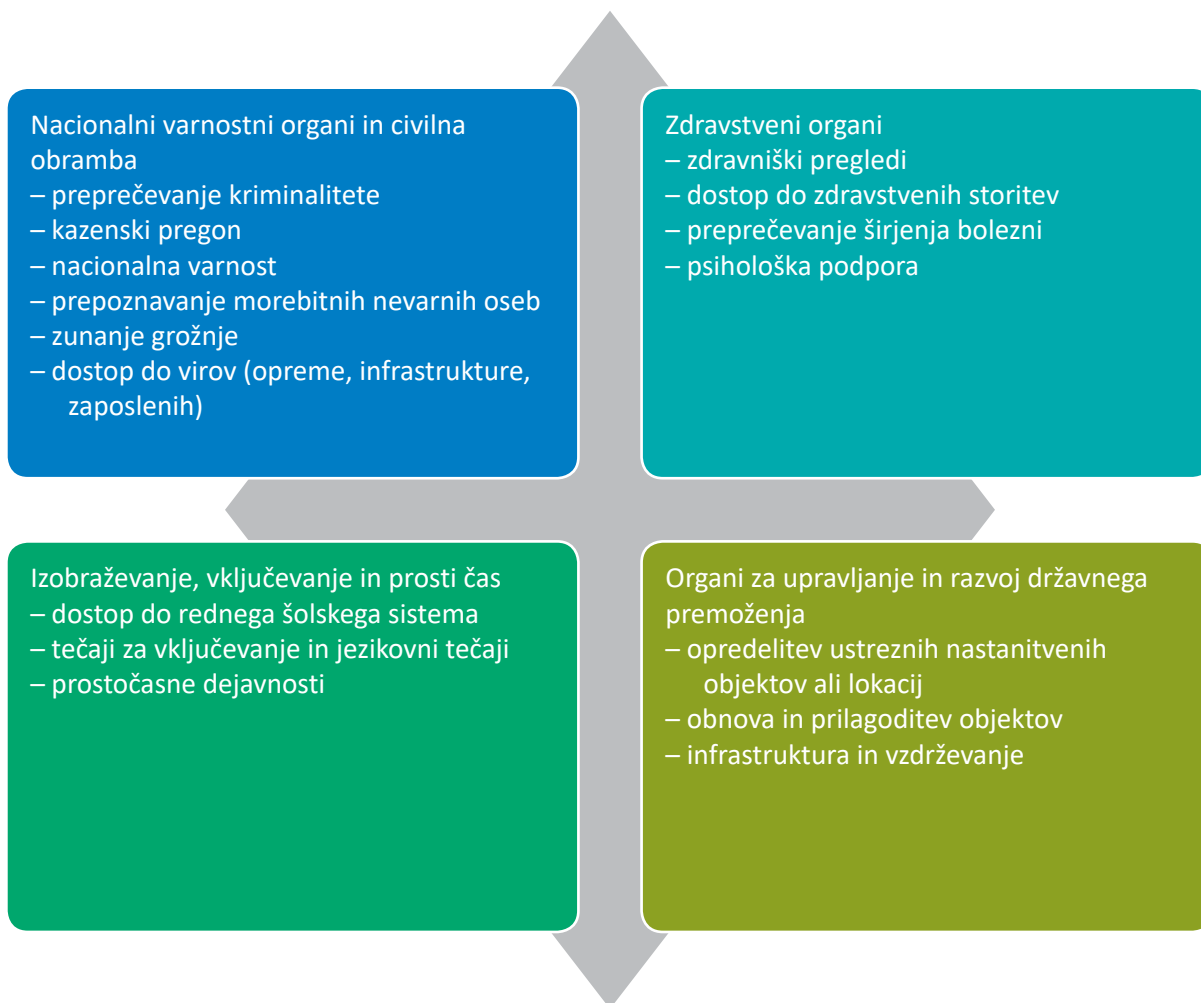 Nacionalni varnostni organi in civilna
obramba
– preprečevanje kriminalitete
– kazenski pregon
– nacionalna varnost
– prepoznavanje morebitnih nevarnih oseb
– zunanje grožnje
– dostop do virov (opreme, infrastrukture,
zaposlenih)
Zdravstveni organi
– zdravniški pregledi
– dostop do zdravstvenih storitev
– preprečevanje širjenja bolezni
– psihološka podpora
Izobraževanje, vključevanje in prosti čas
– dostop do rednega šolskega sistema
– tečaji za vključevanje in jezikovni tečaji
– prostočasne dejavnosti
Organi za upravljanje in razvoj državnega
premoženja
– opredelitev ustreznih nastanitvenih
objektov ali lokacij
– obnova in prilagoditev objektov
– infrastruktura in vzdrževanje